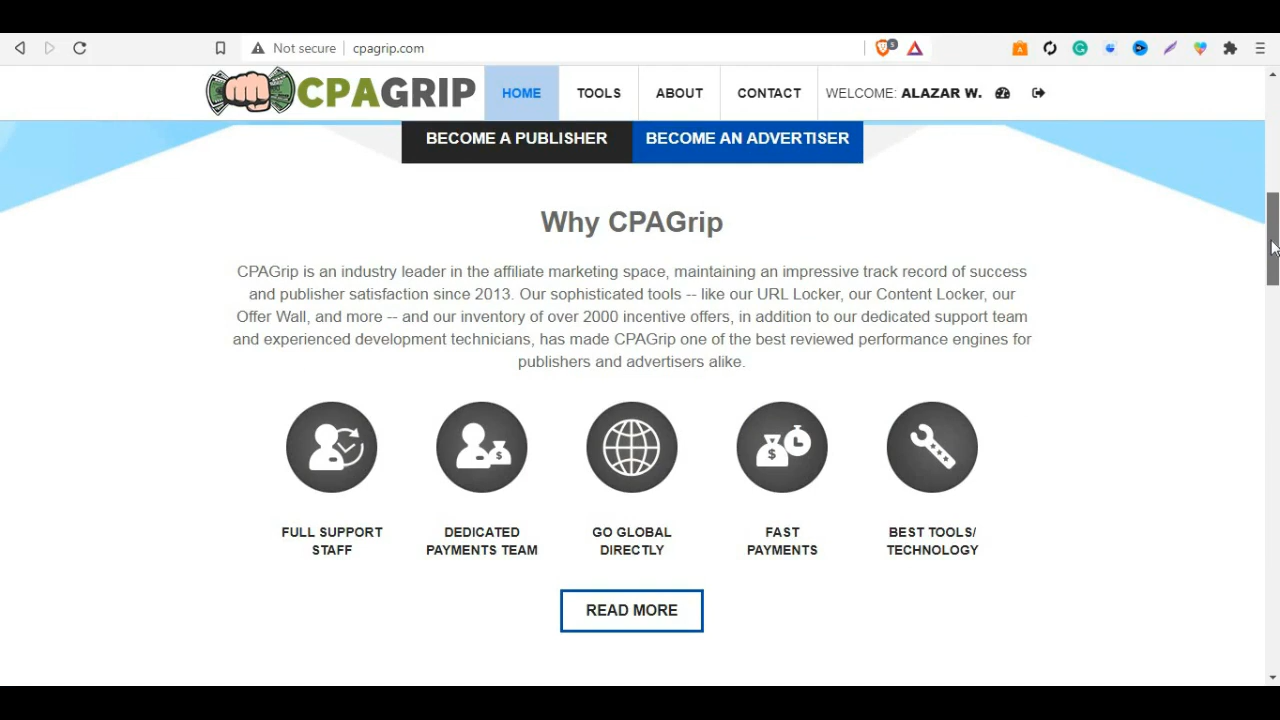 Not secure
cpagrip.com
5
CPAGRIP
HOME
TOOLS
ABOUT
CONTACT
WELCOME: ALAZAR W.
BECOME A PUBLISHER
BECOME AN ADVERTISER
Why CPAGrip
CPAGrip is an industry leader in the affiliate marketing space, maintaining an impressive track record of success
and publisher satisfaction since 2013. Our sophisticated tools -- like our URL Locker, our Content Locker, our
Offer Wall, and more -- and our inventory of over 2000 incentive offers, in addition to our dedicated support team
and experienced development technicians, has made CPAGrip one of the best reviewed performance engines for
publishers and advertisers alike.
FULL SUPPORT
STAFF
DEDICATED
PAYMENTS TEAM
GO GLOBAL
DIRECTLY
FAST
PAYMENTS
BEST TOOLS/
TECHNOLOGY
READ MORE